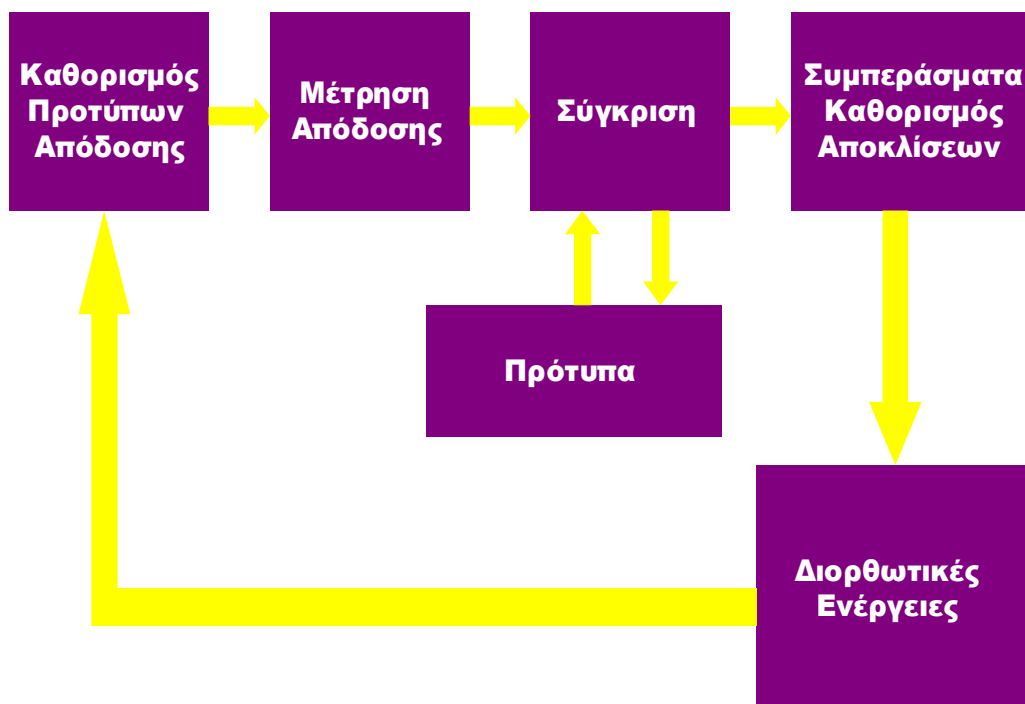 Καθορισμός
Προτύπων
Απόδοσης
Μέτρηση
Απόδοσης
Σύγκριση
Συμπεράσματα
Καθορισμός
Αποκλίσεων
Πρότυπα
Διορθωτικές
Ενέργειες